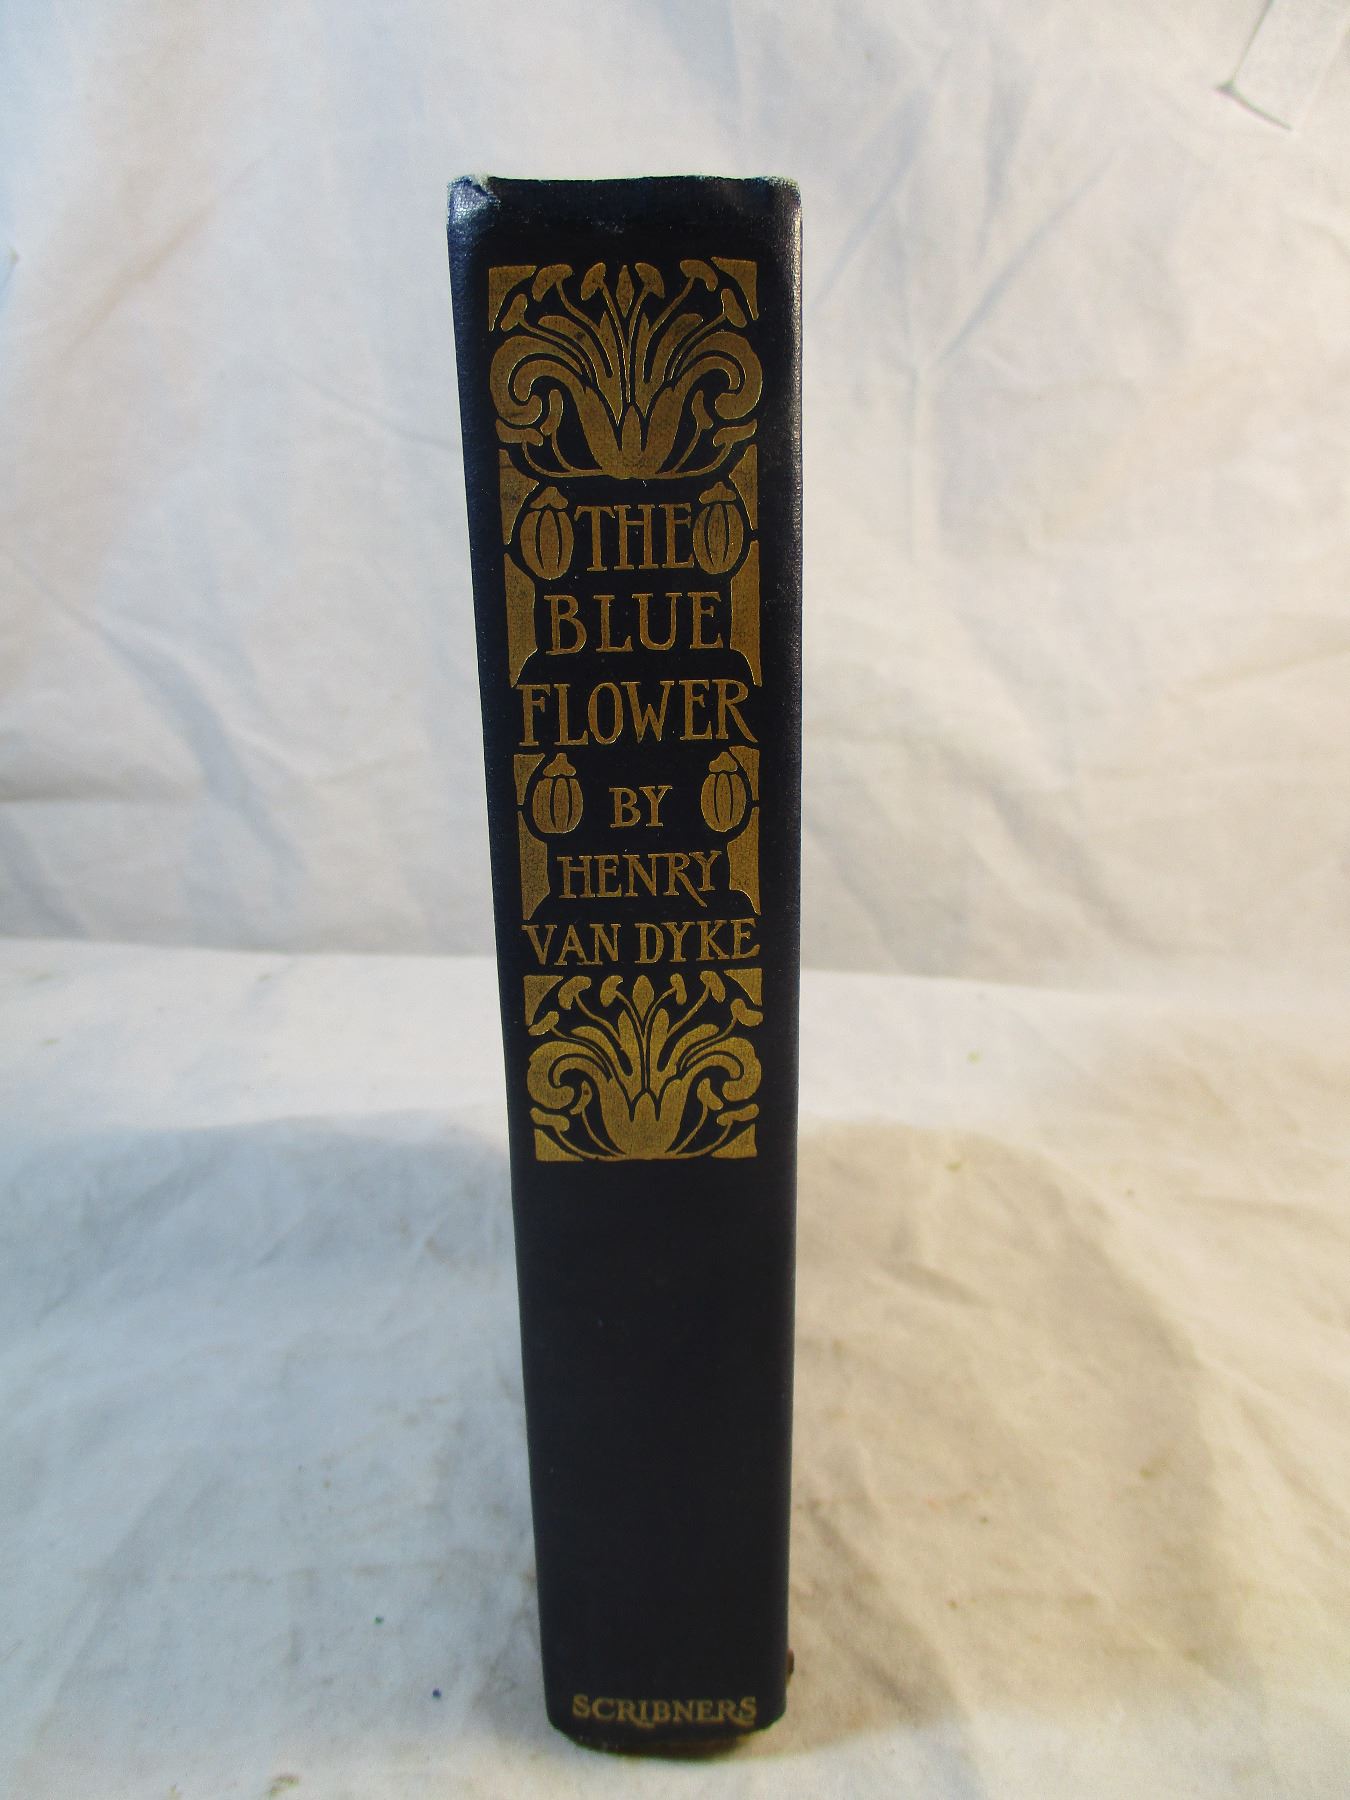 THE
BLUE
FLOWER
BY
HENRY
VAN DYKE
SCRIBNERS